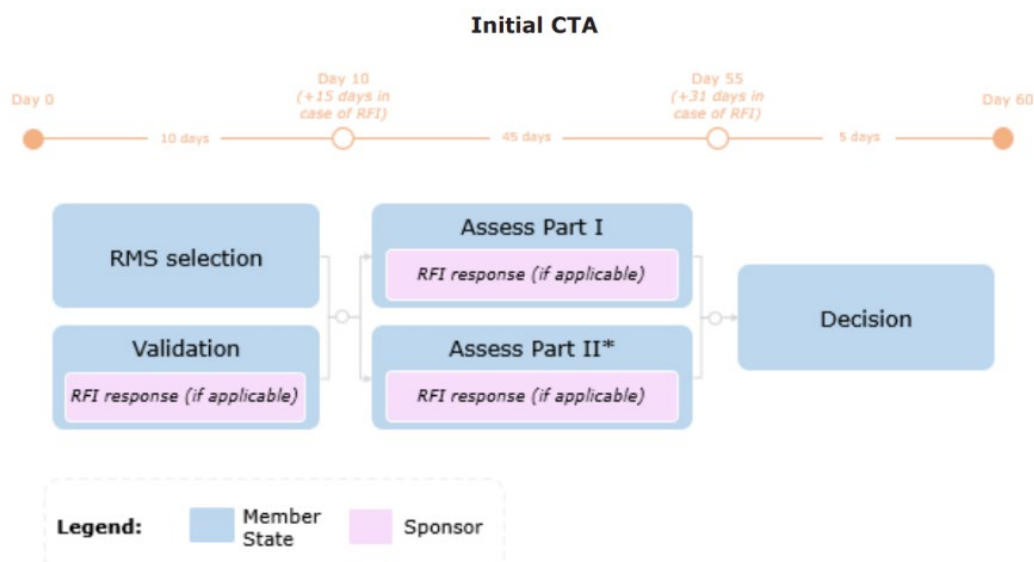 Initial CTA
Day 0
Day 10
(+15 days in
case of RFI)
Day 55
(+31 days in
case of RFI)
Day 60
10 days
45 days
5 days
RMS selection
Validation
RFI response (if applicable)
Assess Part I
RFI response (if applicable)
Assess Part II*
RFI response (if applicable)
Decision
Legend:
Member
State
Sponsor